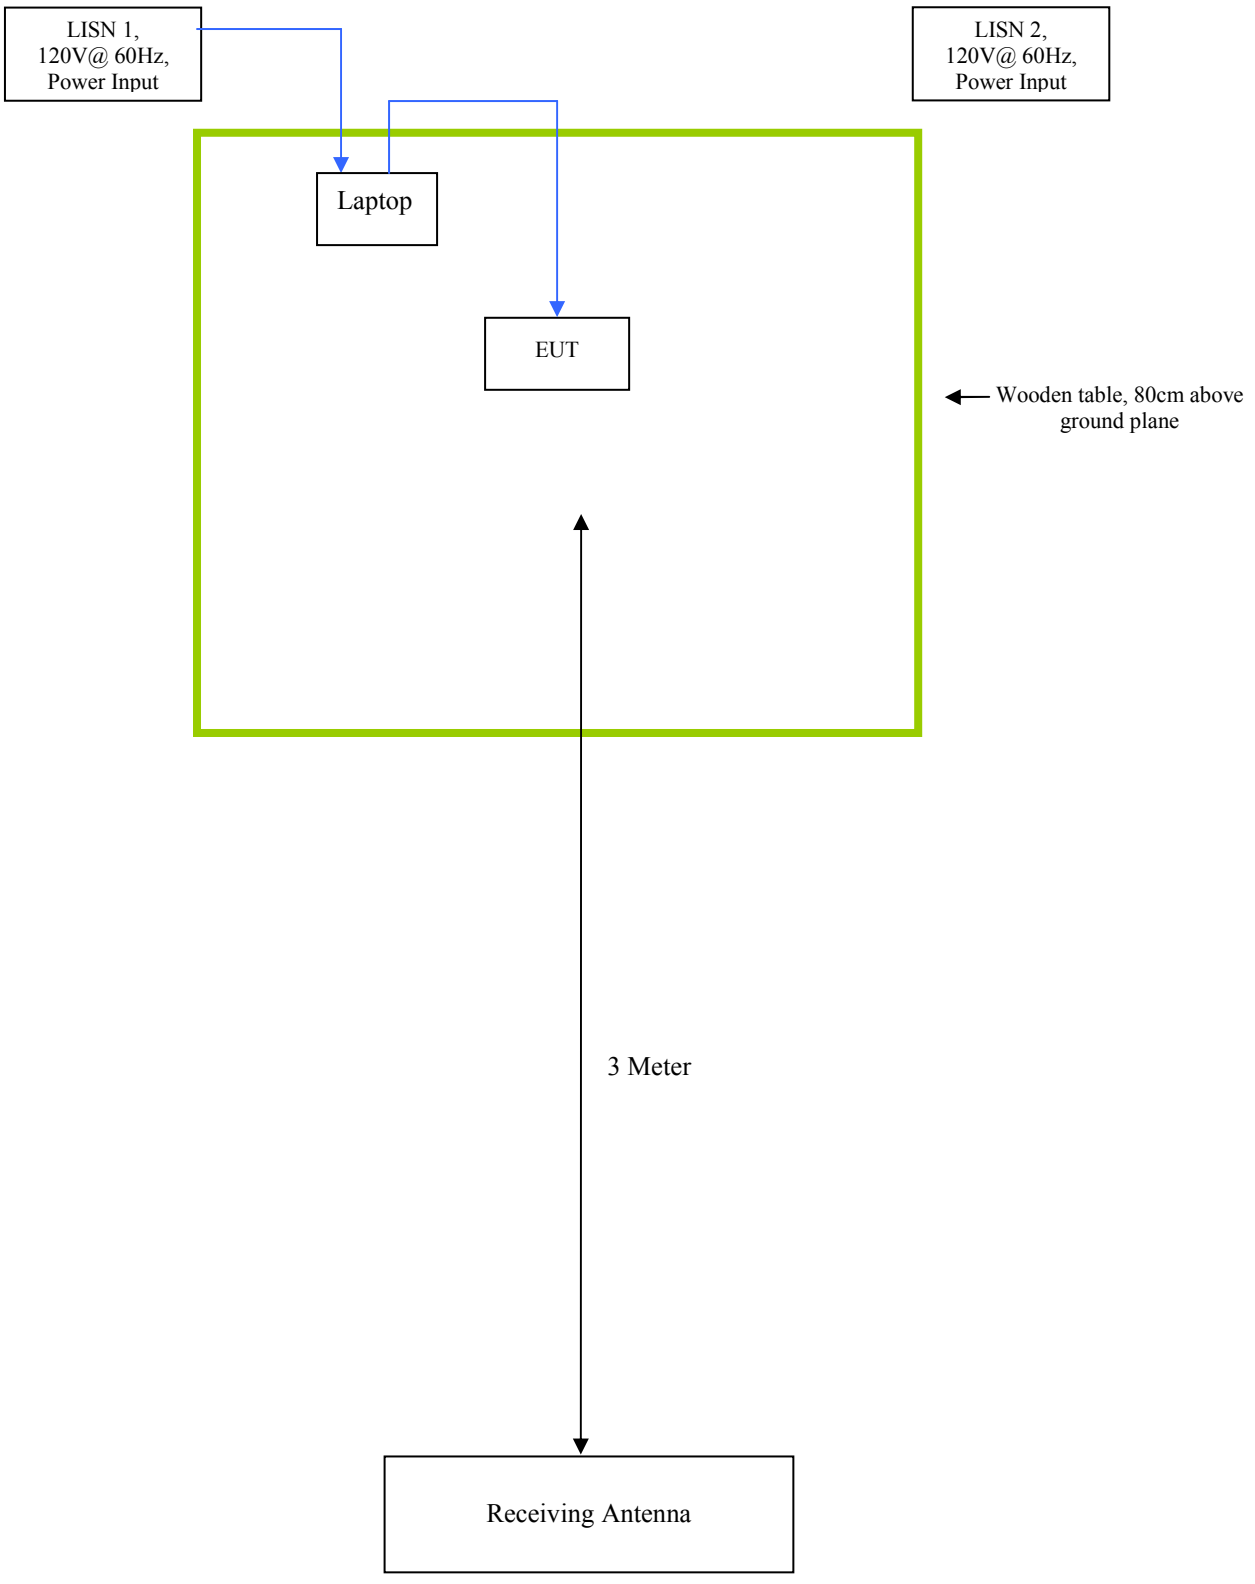 LISN 1,
120V@ 60Hz,
Power Input
LISN 2,
120V@ 60Hz,
Power Input
Laptop
EUT
Wooden table, 80cm above
ground plane
3 Meter
Receiving Antenna